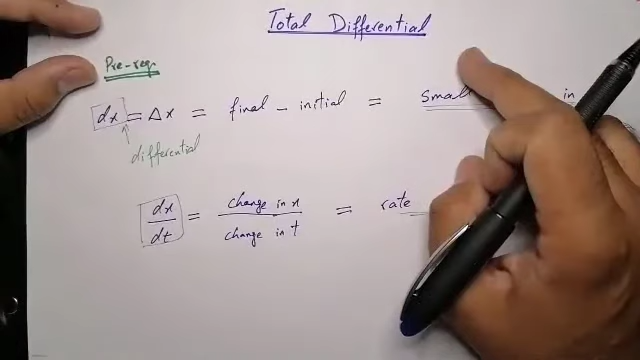 Total Differential
Pre-req
dx = Δx = final - initial = small in
differential
dx/dt = change in x / change in t = rate